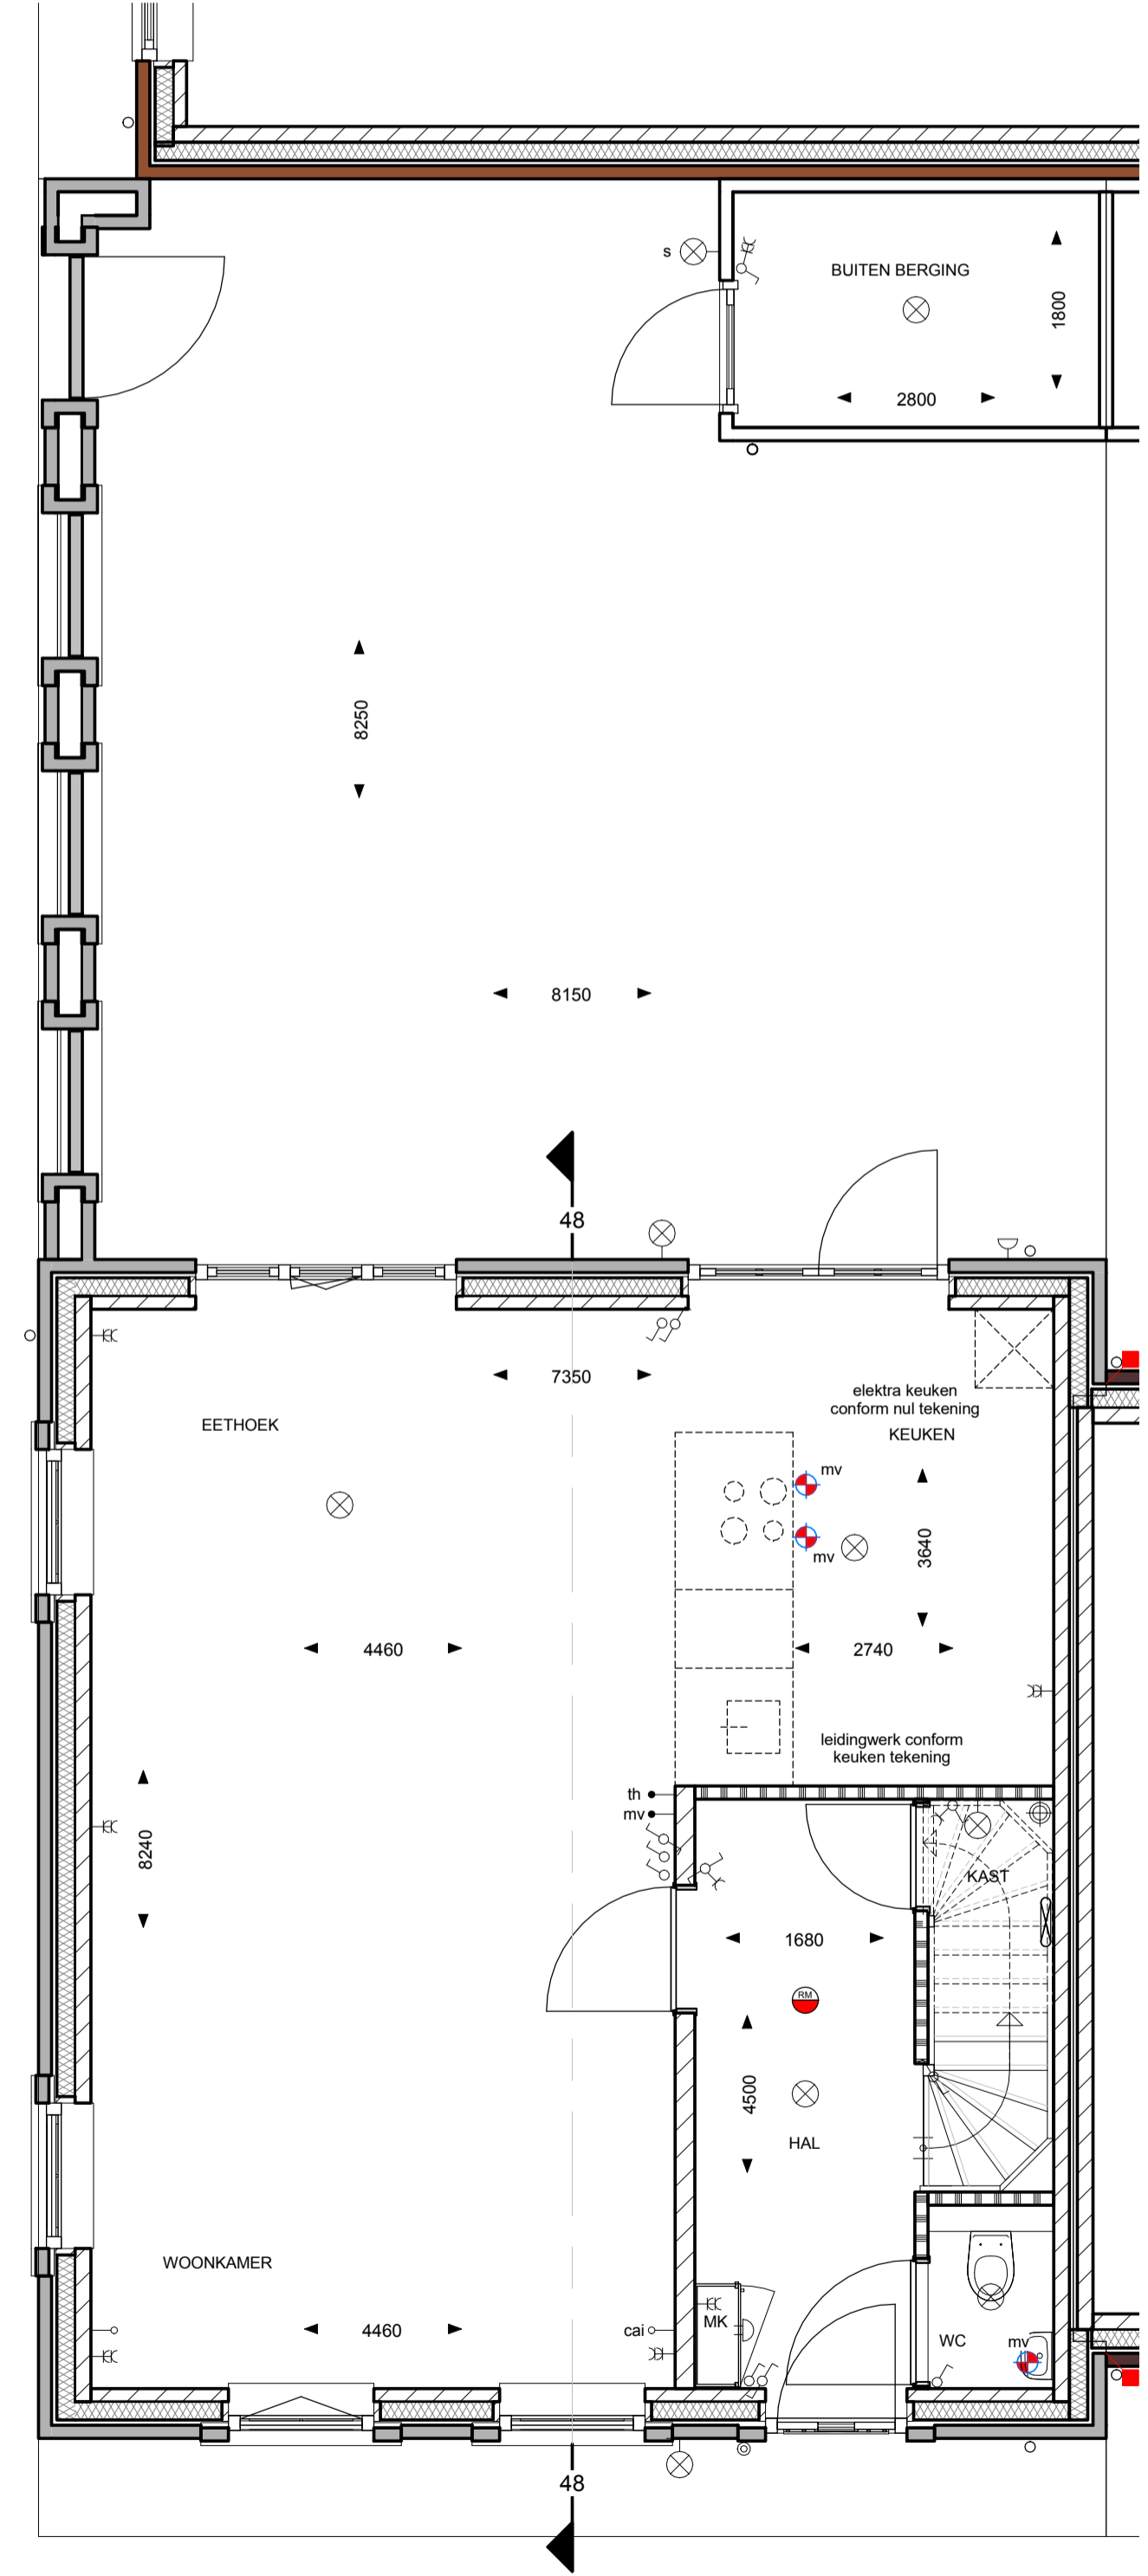 s
BUITEN BERGING
1800
2800
8250
8150
48
7350
elektra keuken
conform nul tekening
KEUKEN
EETHOEK
mv
mv
3640
4460
2740
leidingwerk conform
keuken tekening
th
mv
8240
KAST
1680
RM
4500
HAL
WOONKAMER
4460
cai
MK
WC
mv
48